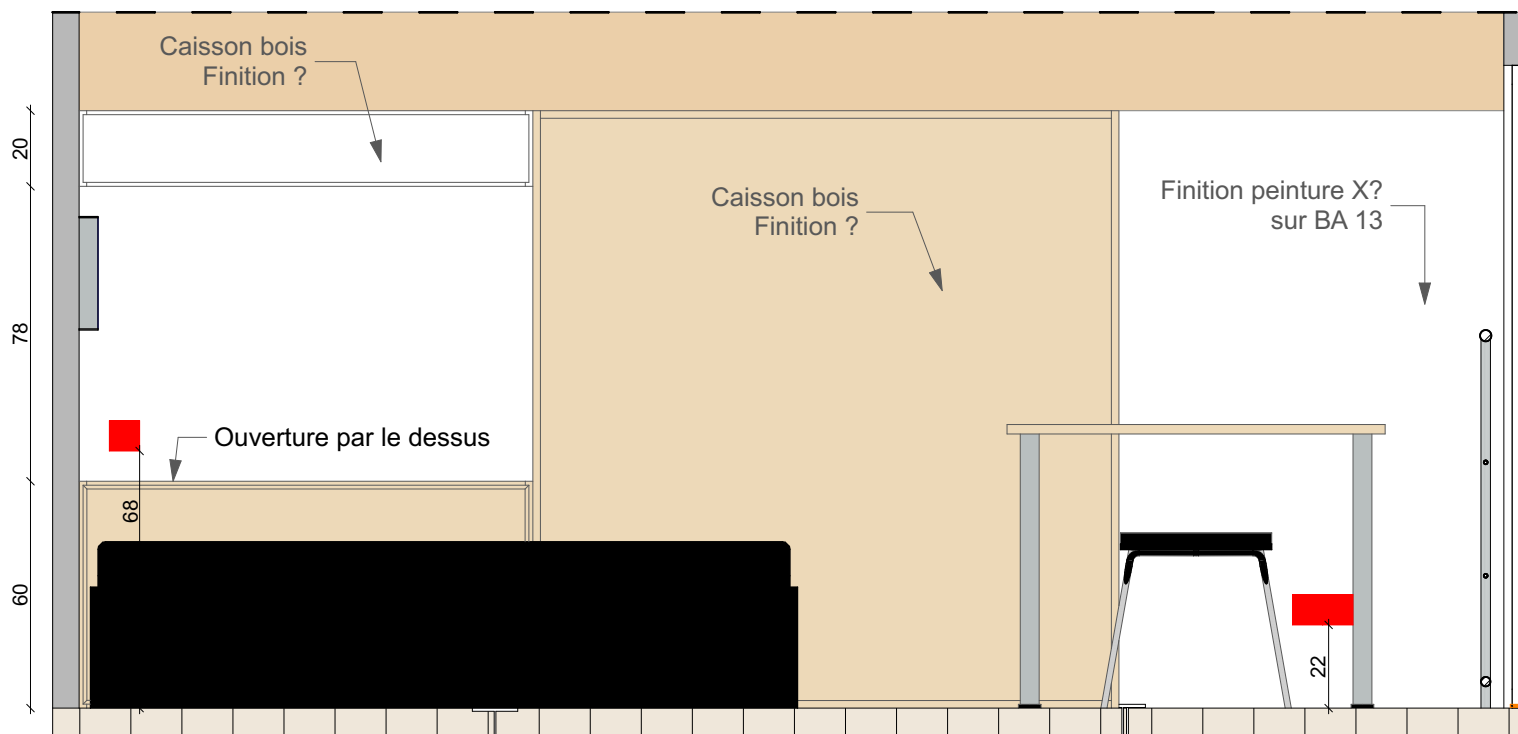 Caisson bois
Finition ?
20
Caisson bois
Finition ?
Finition peinture X?
sur BA 13
78
Ouverture par le dessus
68
60
22